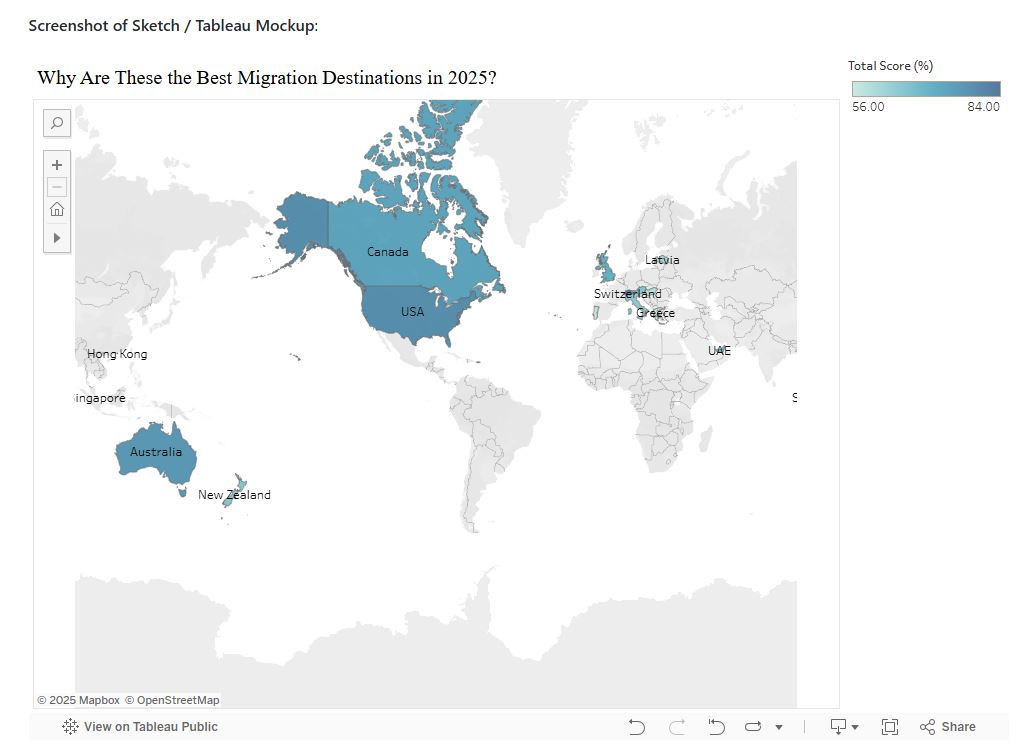 Screenshot of Sketch / Tableau Mockup:
Why Are These the Best Migration Destinations in 2025?
Total Score (%)
56.00 84.00
Canada
Latvia
Switzerland
USA
Greece
UAE
Hong Kong
ingapore
S
Australia
New Zealand
© 2025 Mapbox © OpenStreetMap
View on Tableau Public
Share